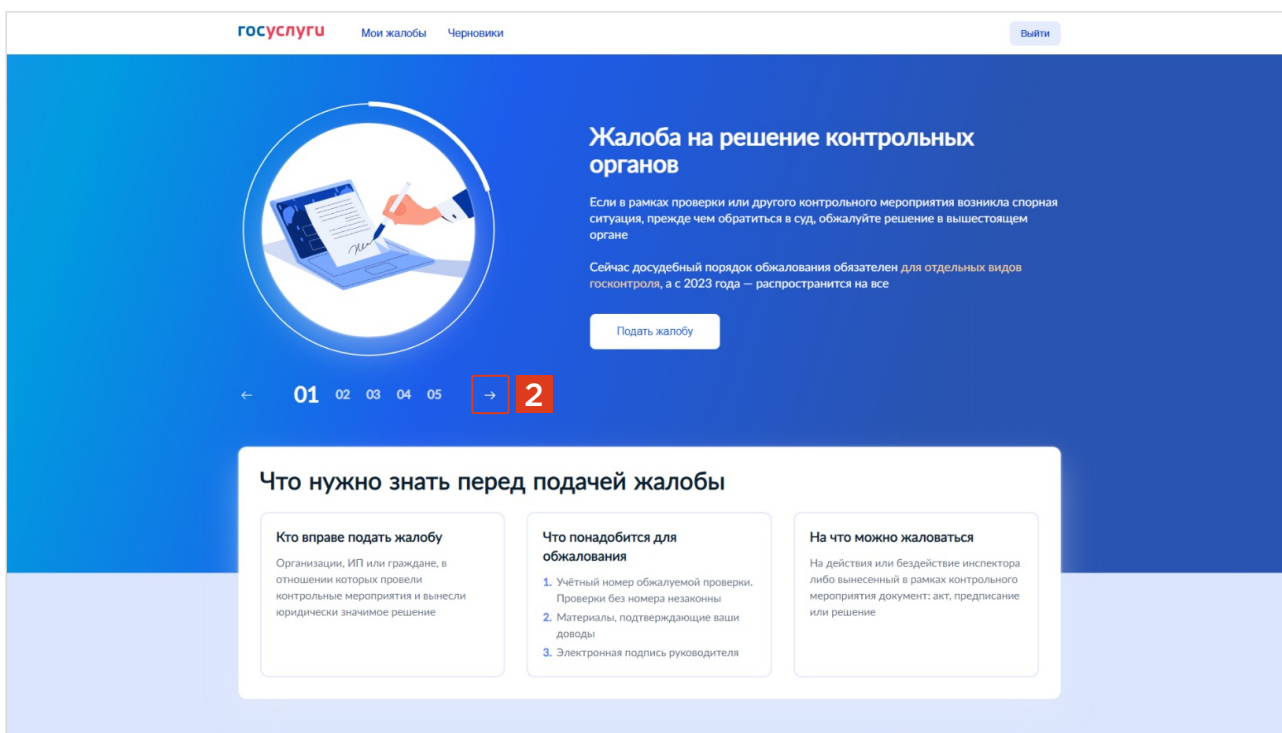 госуслуги Мои жалобы Черновики Выйти
Жалоба на решение контрольных
органов
Если в рамках проверки или другого контрольного мероприятия возникла спорная
ситуация, прежде чем обратиться в суд, обжалуйте решение в вышестоящем
органе
Сейчас досудебный порядок обжалования обязателен для отдельных видов
госконтроля, а с 2023 года — распространится на все
Подать жалобу
← 01 02 03 04 05 → 2
Что нужно знать перед подачей жалобы
Кто вправе подать жалобу
Организации, ИП или граждане, в
отношении которых провели
контрольные мероприятия и вынесли
юридически значимое решение
Что понадобится для
обжалования
1. Учётный номер обжалуемой проверки.
Проверки без номера незаконны
2. Материалы, подтверждающие ваши
доводы
3. Электронная подпись руководителя
На что можно жаловаться
На действия или бездействие инспектора
либо вынесенный в рамках контрольного
мероприятия документ: акт, предписание
или решение